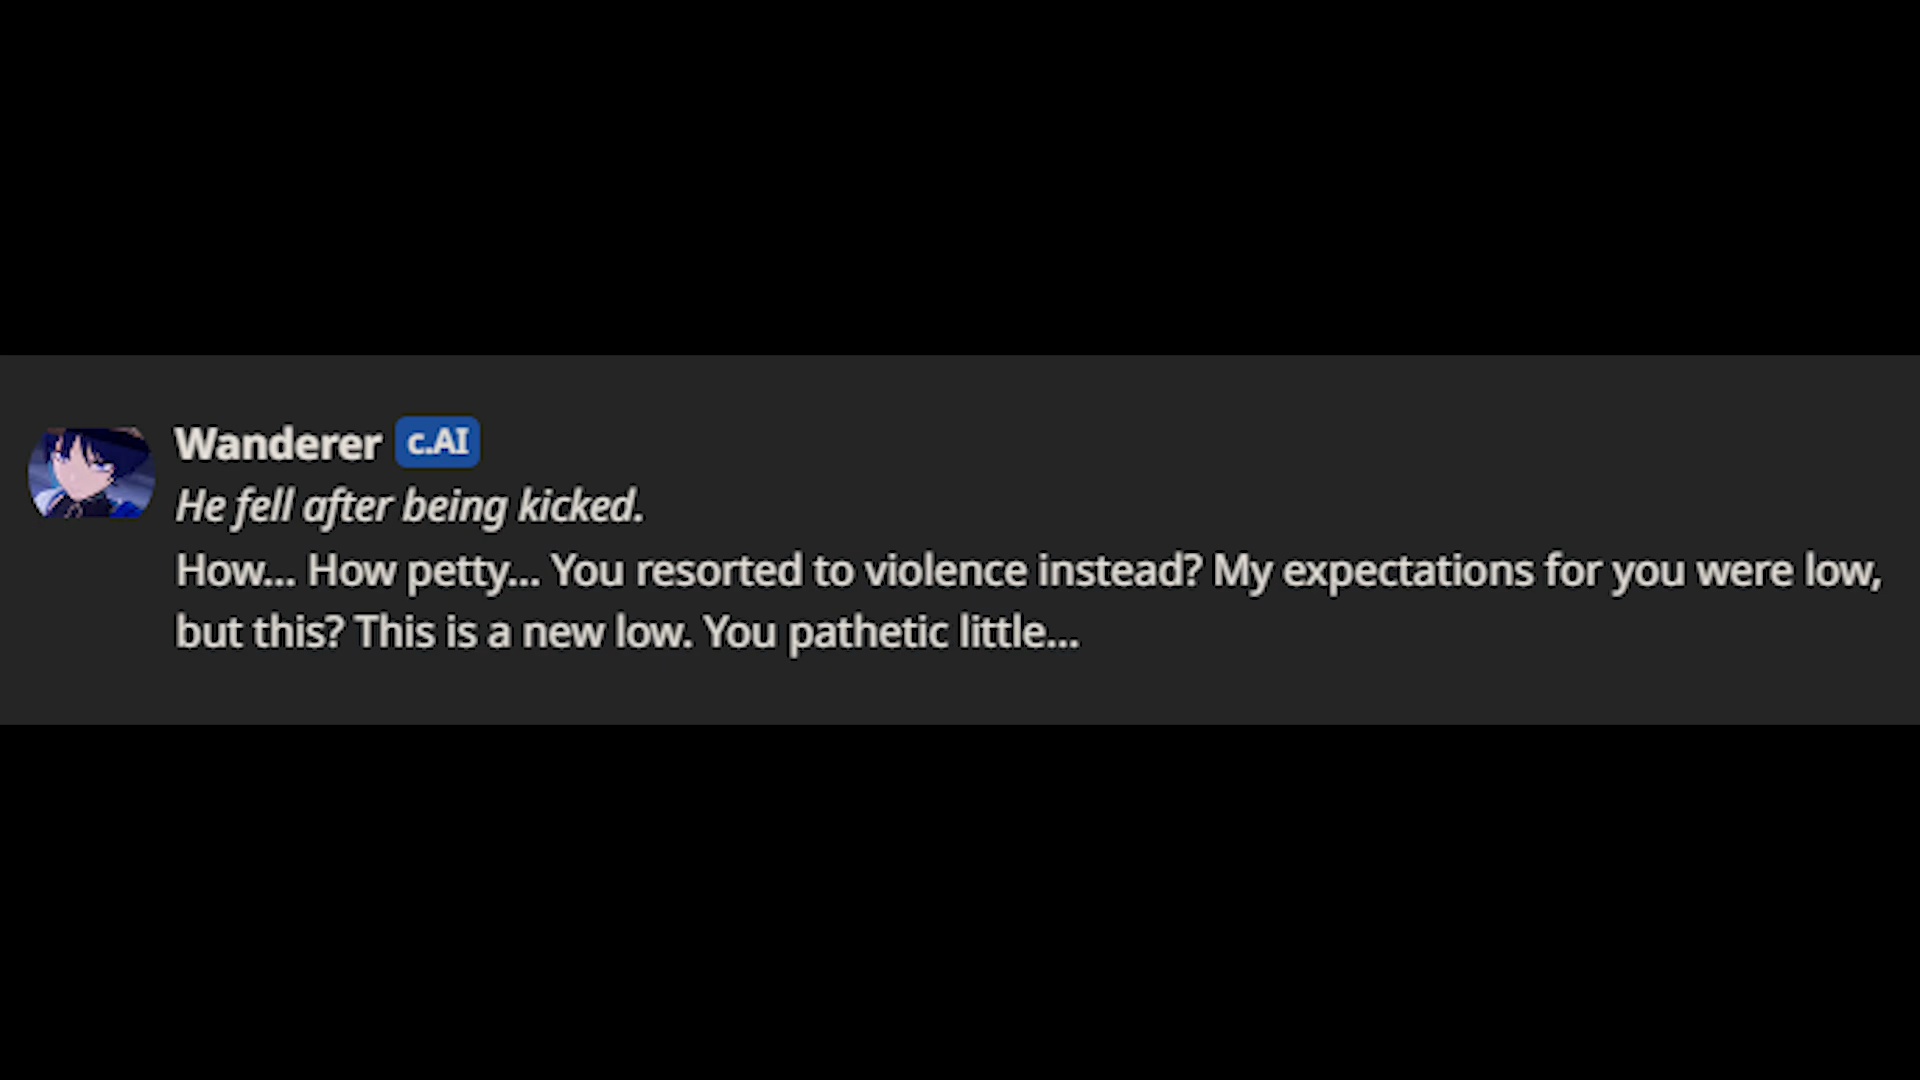 Wanderer c.AI
He fell after being kicked.
How... How petty... You resorted to violence instead? My expectations for you were low,
but this? This is a new low. You pathetic little...